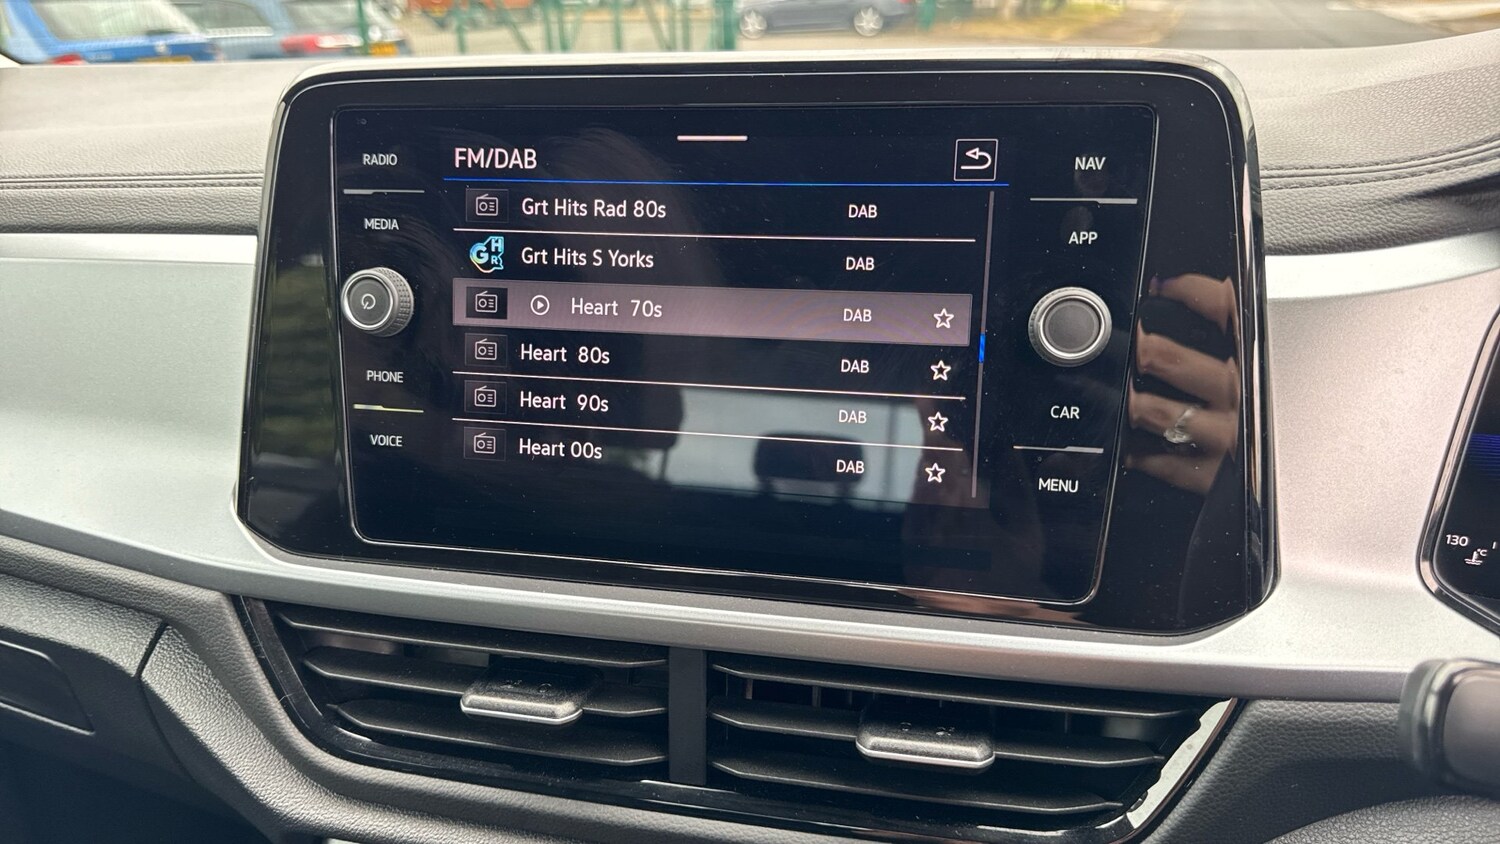 RADIO
FM/DAB
NAV
MEDIA
Grt Hits Rad 80s DAB
APP
GHR Grt Hits S Yorks DAB
Heart 70s DAB
Heart 80s DAB
PHONE
Heart 90s DAB
CAR
VOICE
Heart 00s DAB
MENU
130
°C